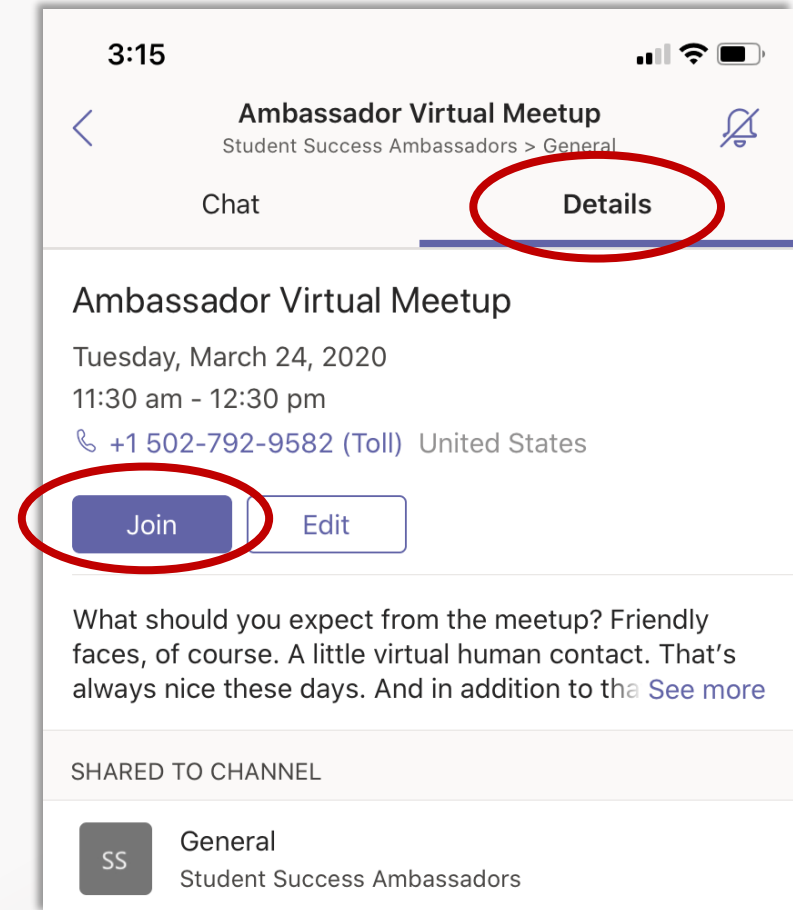 3:15
Ambassador Virtual Meetup
Student Success Ambassadors > General
Chat Details
Ambassador Virtual Meetup
Tuesday, March 24, 2020
11:30 am - 12:30 pm
+1 502-792-9582 (Toll) United States
Join Edit
What should you expect from the meetup? Friendly
faces, of course. A little virtual human contact. That’s
always nice these days. And in addition to tha See more
SHARED TO CHANNEL
SS General
Student Success Ambassadors